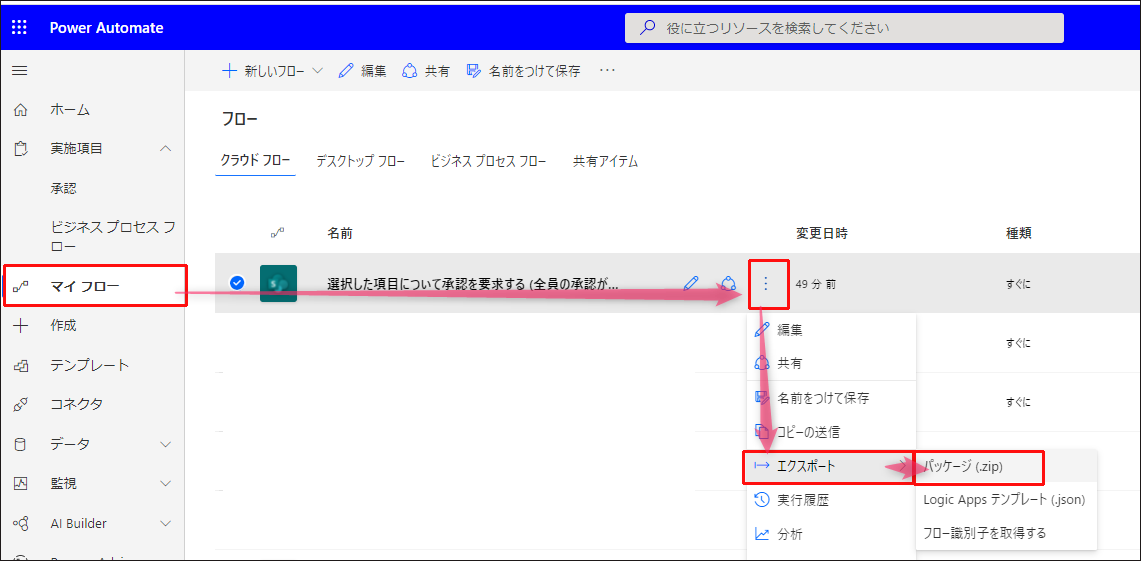 Power Automate
役に立つリソースを検索してください
新しいフロー
編集
共有
名前をつけて保存
ホーム
実施項目
承認
ビジネス プロセス フ
ロー
マイ フロー
作成
テンプレート
コネクタ
データ
監視
AI Builder
フロー
クラウド フロー
デスクトップ フロー
ビジネス プロセス フロー
共有アイテム
名前
変更日時
種類
選択した項目について承認を要求する (全員の承認が...
49 分 前
すぐに
すぐに
すぐに
編集
共有
名前をつけて保存
コピーの送信
エクスポート
実行履歴
分析
パッケージ (.zip)
Logic Apps テンプレート (.json)
フロー識別子を取得する